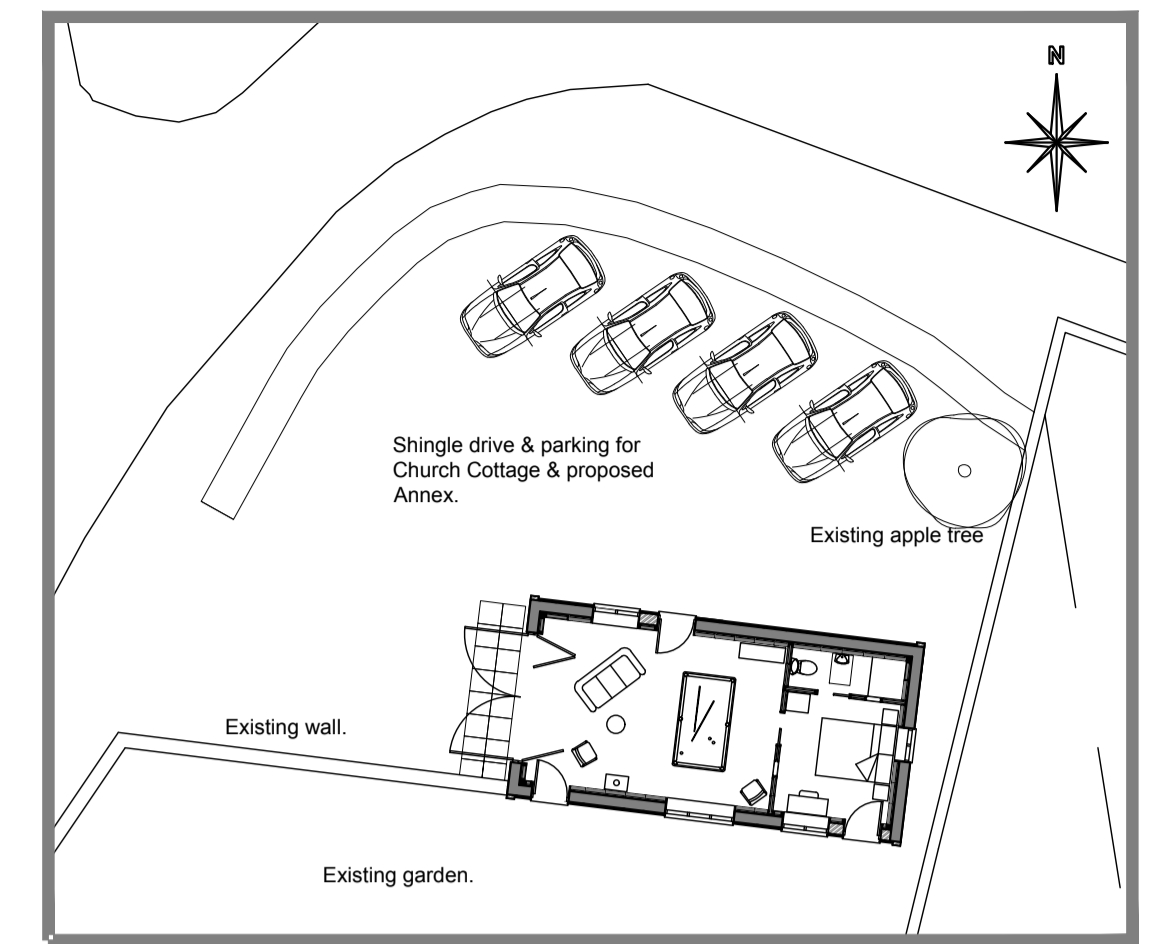 N
Shingle drive & parking for
Church Cottage & proposed
Annex.
Existing apple tree
Existing wall.
Existing garden.